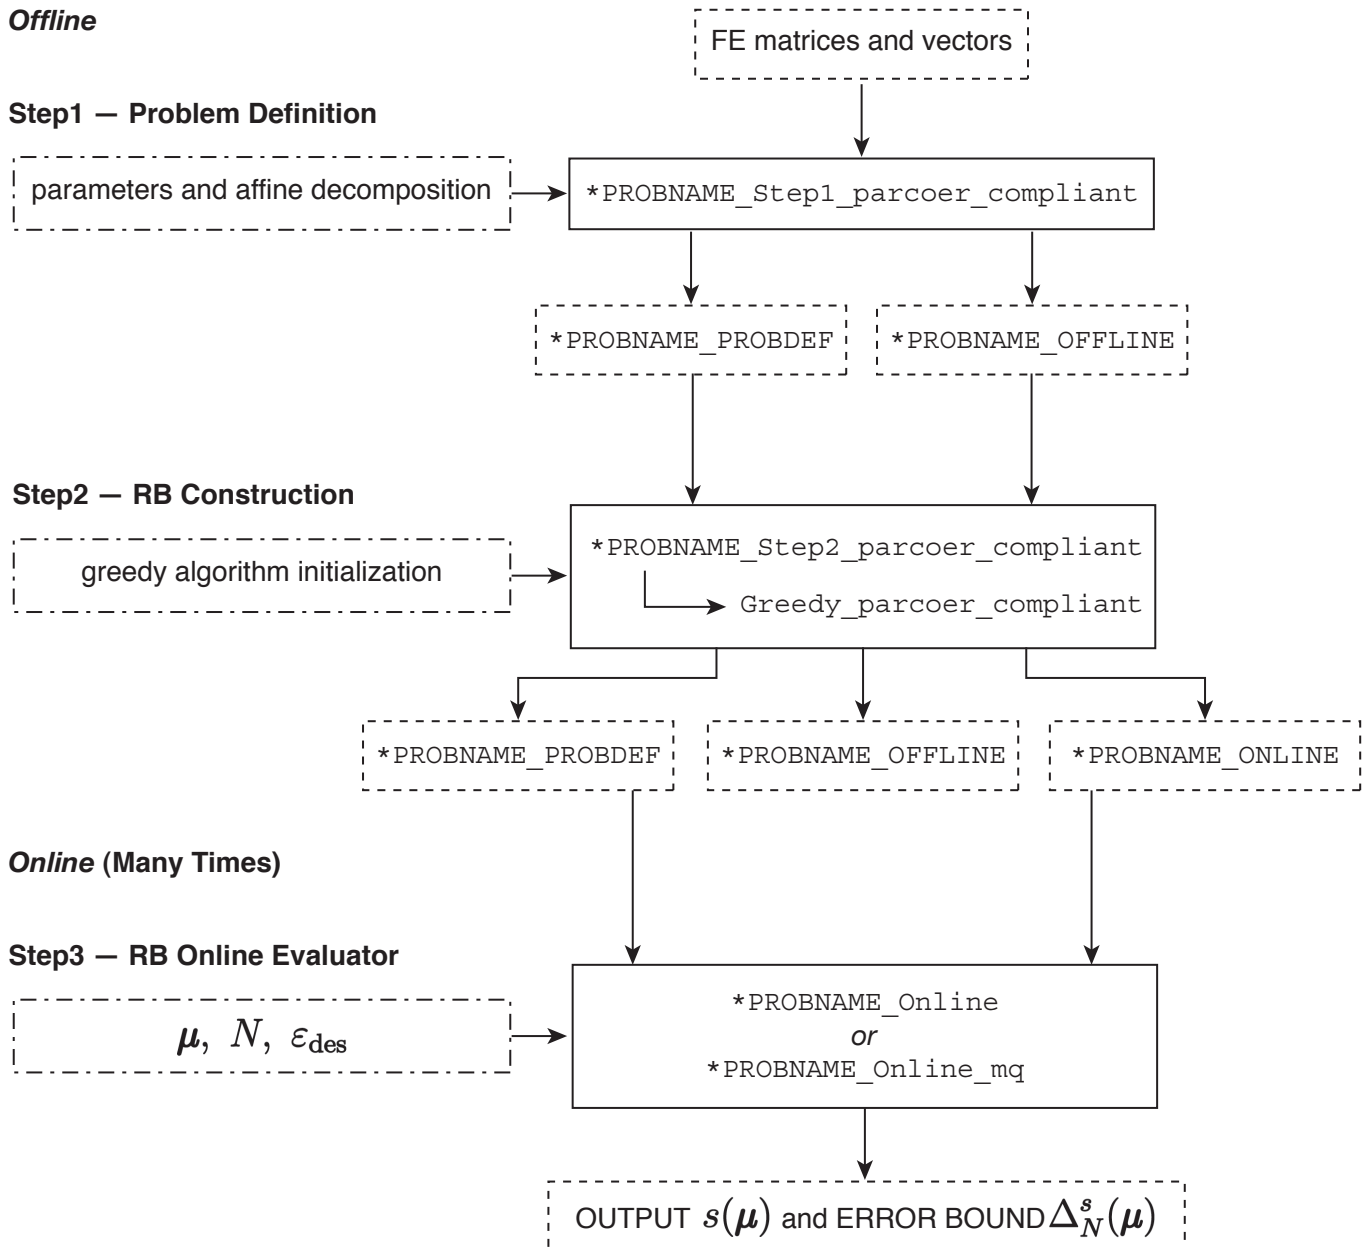 Offline
FE matrices and vectors
Step1 — Problem Definition
parameters and affine decomposition
*PROBNAME_Step1_parcoer_compliant
*PROBNAME_PROBDEF
*PROBNAME_OFFLINE
Step2 — RB Construction
*PROBNAME_Step2_parcoer_compliant
greedy algorithm initialization
Greedy_parcoer_compliant
*PROBNAME_PROBDEF
*PROBNAME_OFFLINE
*PROBNAME_ONLINE
Online (Many Times)
Step3 — RB Online Evaluator
*PROBNAME_Online
μ, N, ε_des
or
*PROBNAME_Online_mq
OUTPUT s(μ) and ERROR BOUND Δ_N^s(μ)